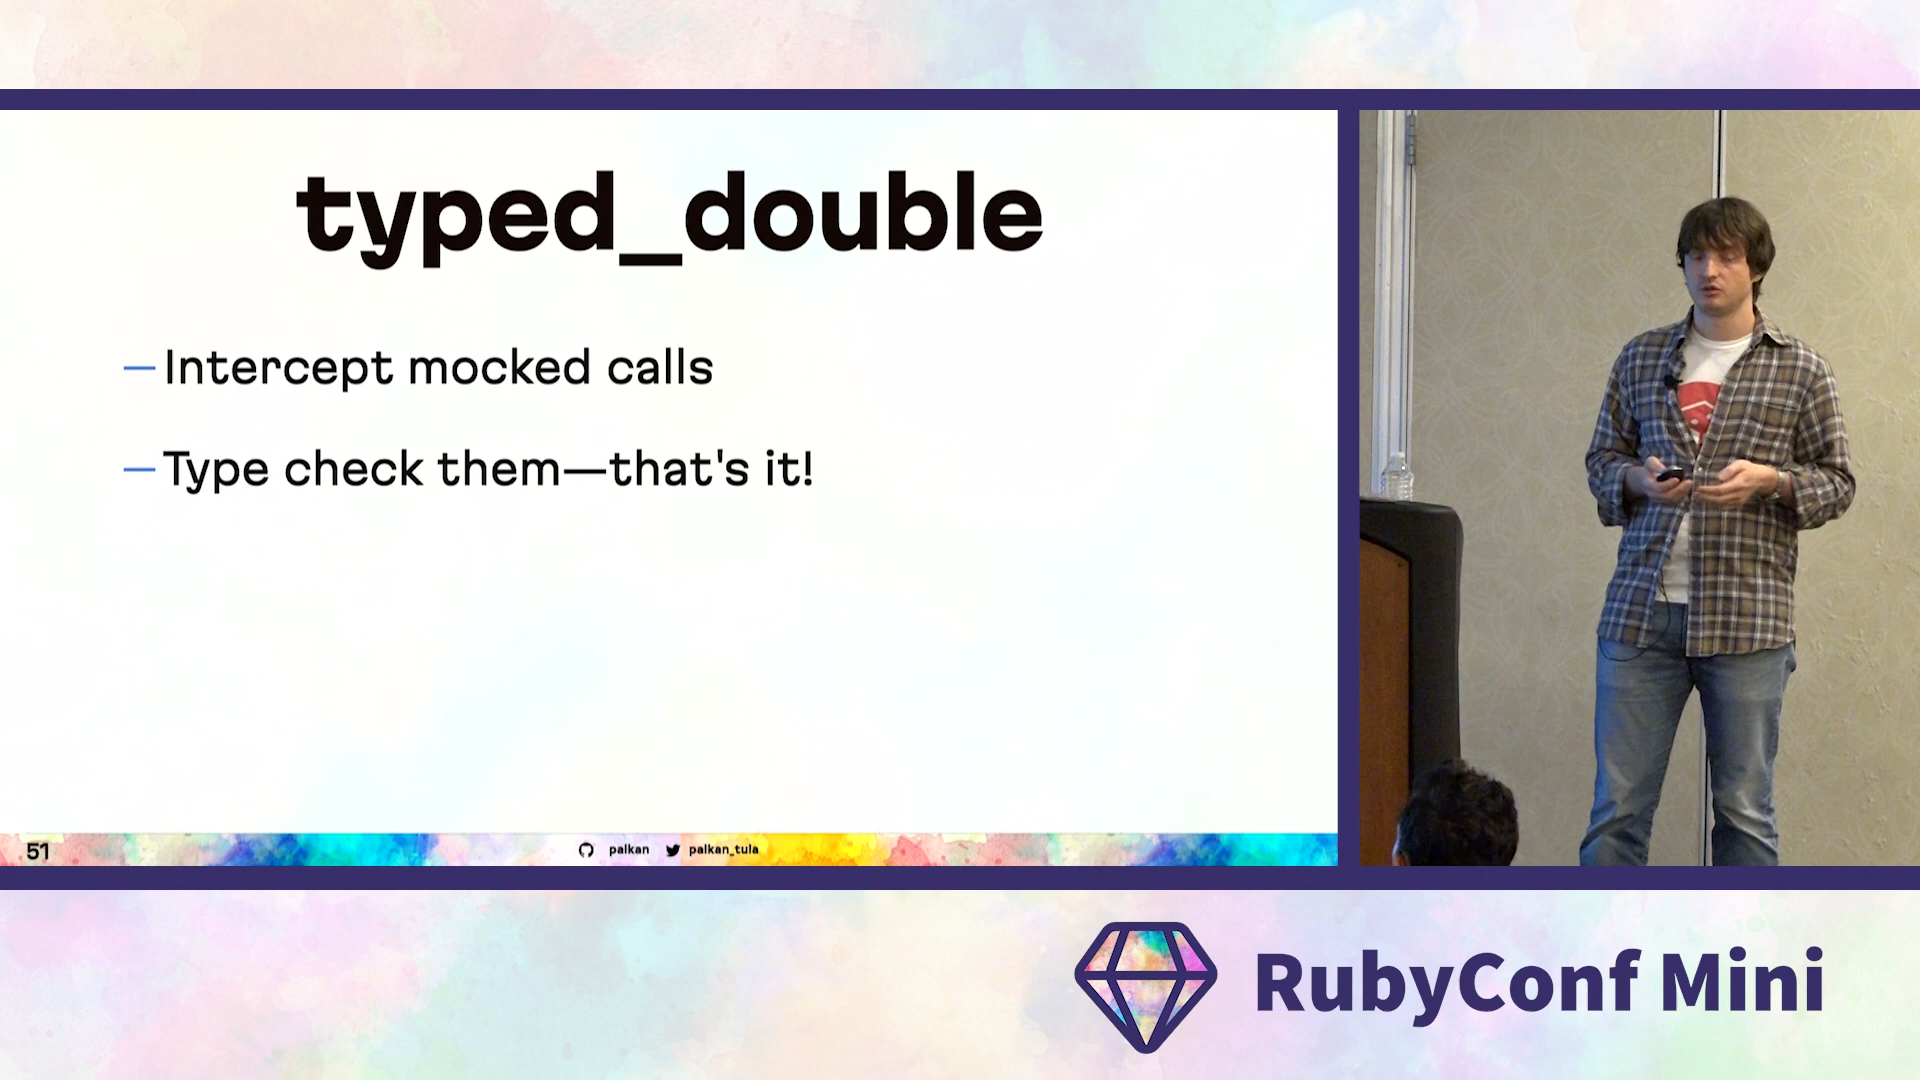 typed_double
—Intercept mocked calls
—Type check them—that's it!
51
palkan
palkan_tula
RubyConf Mini